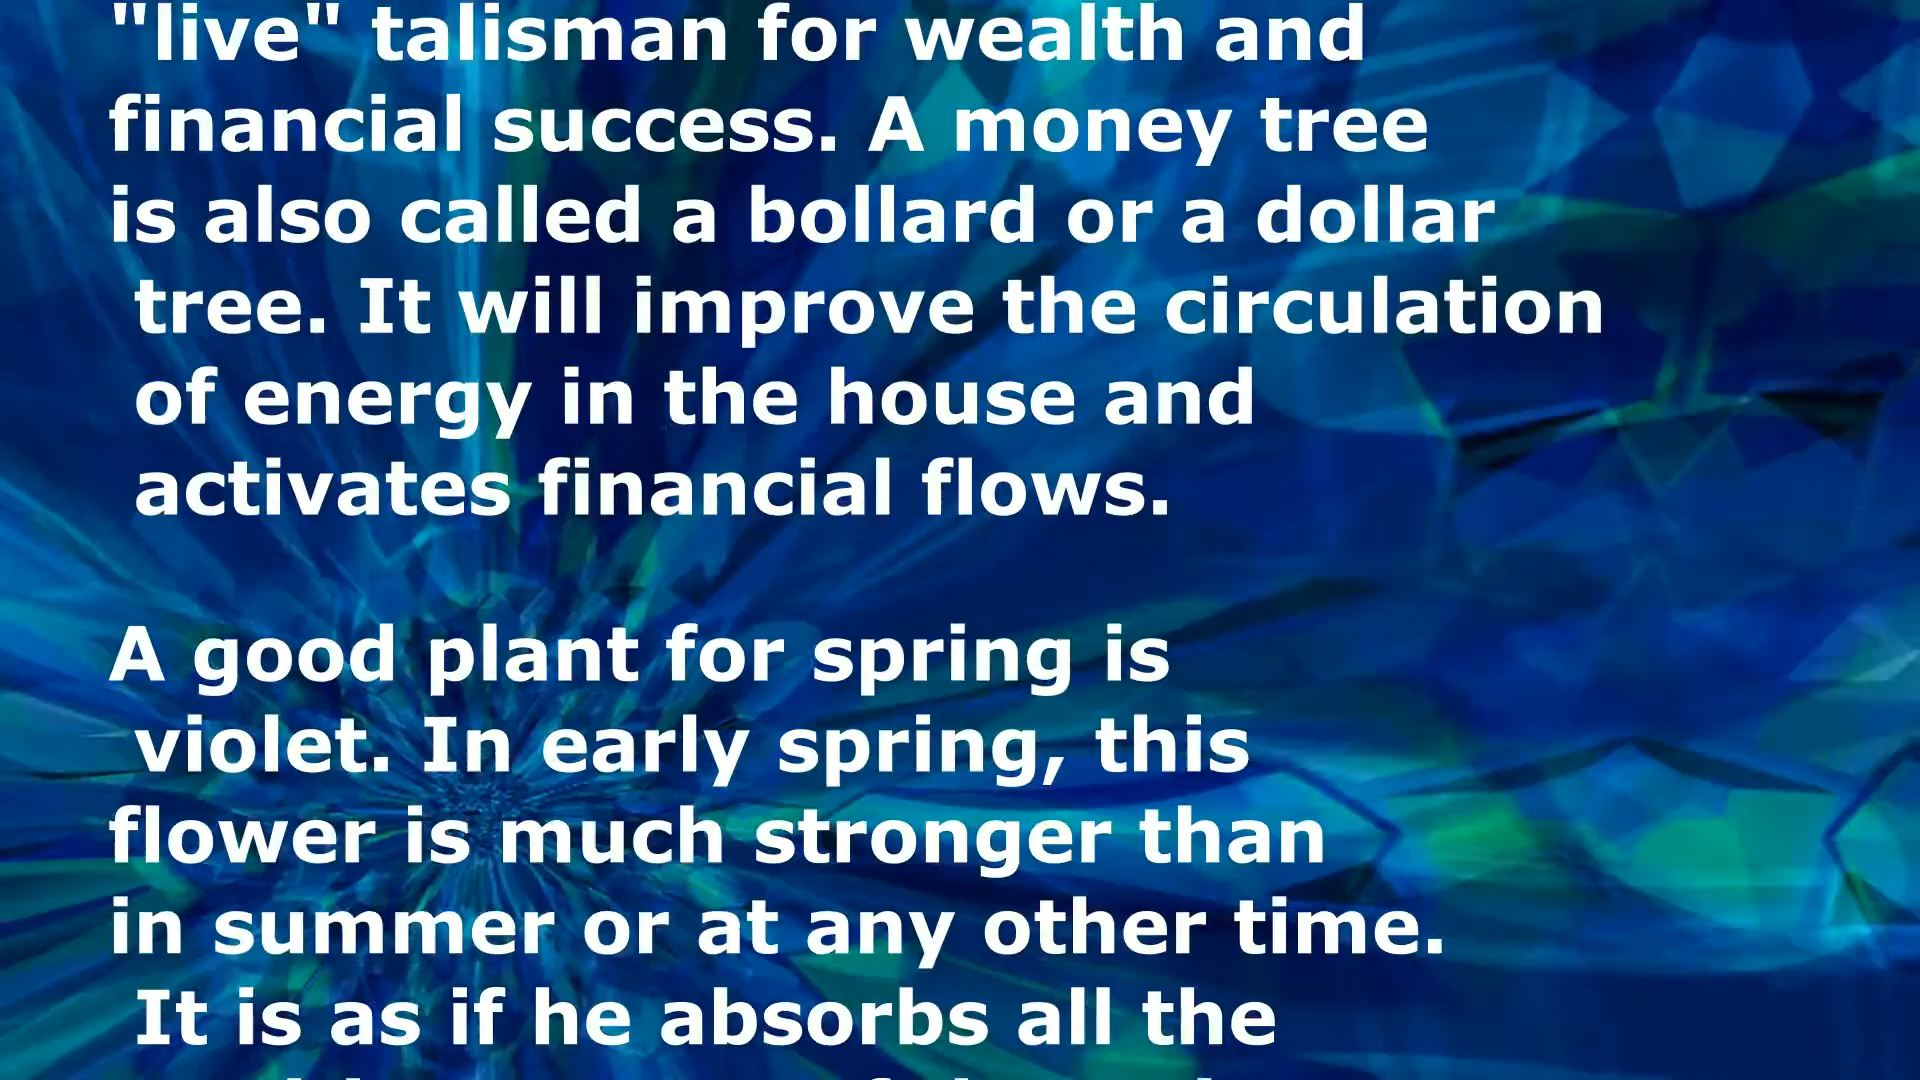 "live" talisman for wealth and
financial success. A money tree
is also called a bollard or a dollar
tree. It will improve the circulation
of energy in the house and
activates financial flows.
A good plant for spring is
violet. In early spring, this
flower is much stronger than
in summer or at any other time.
It is as if he absorbs all the